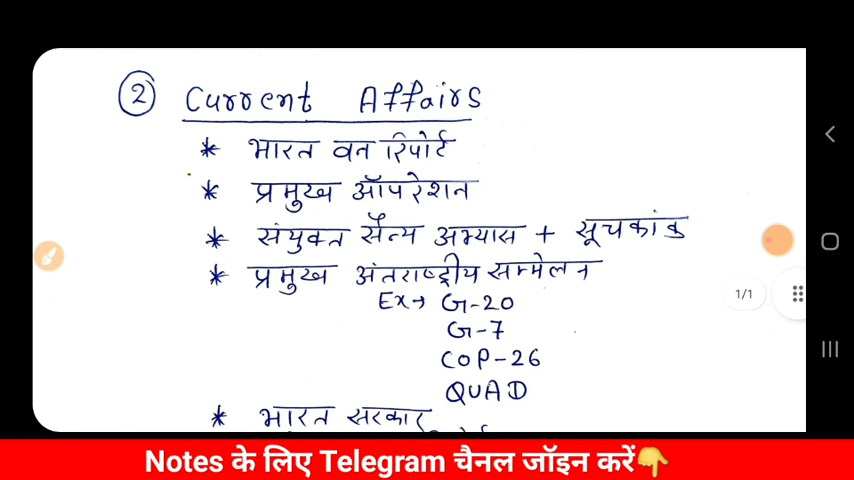 ② Current Affairs
* भारत वन रिपोर्ट
* प्रमुख ऑपरेशन
* संयुक्त सैन्य अभ्यास + सूचकांक
* प्रमुख अंतराष्ट्रीय सम्मेलन
Ex→ G-20
G-7
COP-26
QUAD
1/1
* भारत सरकार
Notes के लिए Telegram चैनल जॉइन करें👇